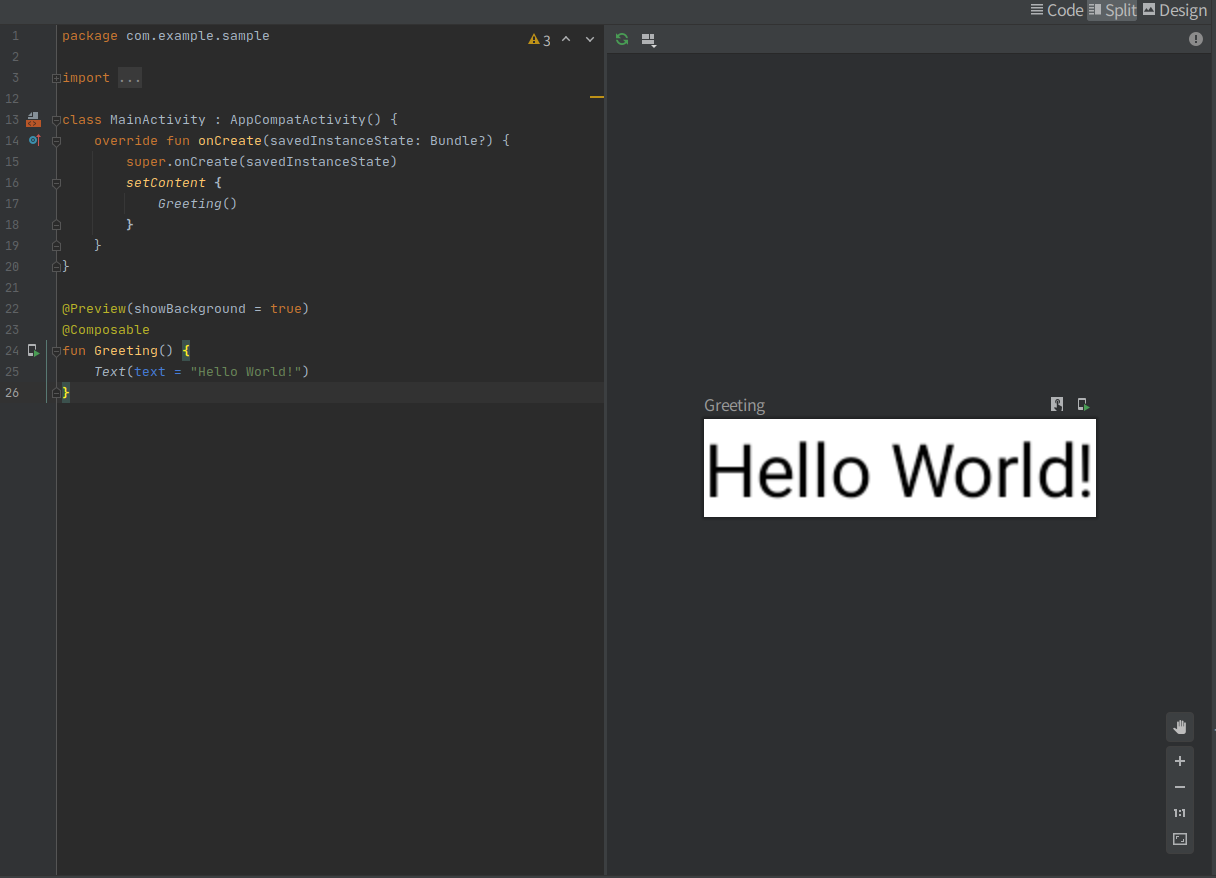 Code Split Design
1 package com.example.sample 3
2
3 import ...
12
13 class MainActivity : AppCompatActivity() {
14     override fun onCreate(savedInstanceState: Bundle?) {
15         super.onCreate(savedInstanceState)
16         setContent {
17             Greeting()
18         }
19     }
20 }
21
22 @Preview(showBackground = true)
23 @Composable
24 fun Greeting() {
25     Text(text = "Hello World!")
26 }
Greeting
Hello World!
1:1